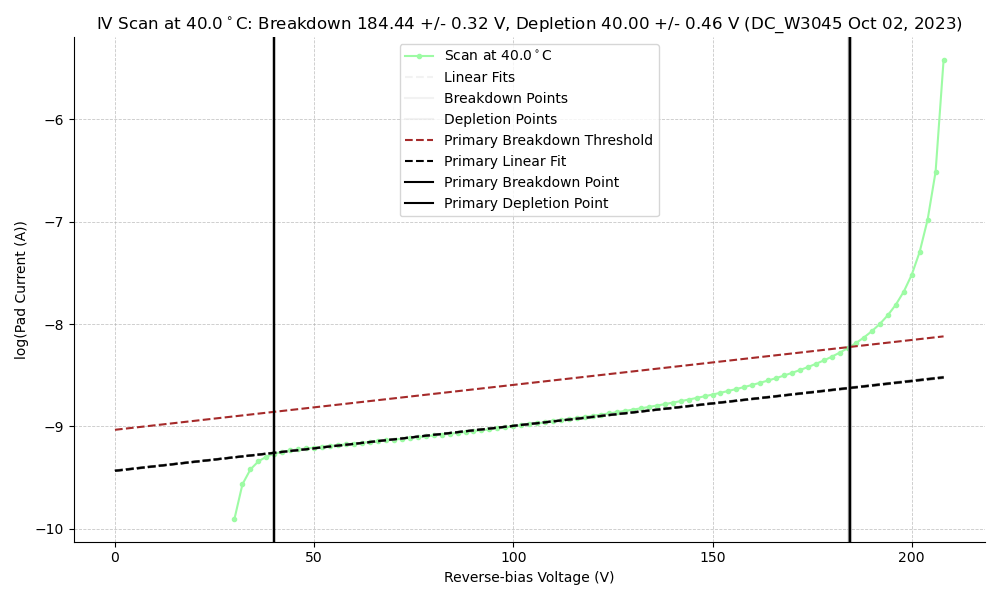 IV Scan at 40.0°C: Breakdown 184.44 +/- 0.32 V, Depletion 40.00 +/- 0.46 V (DC_W3045 Oct 02, 2023)
Scan at 40.0°C
Linear Fits
Breakdown Points
Depletion Points
Primary Breakdown Threshold
Primary Linear Fit
Primary Breakdown Point
Primary Depletion Point
log(Pad Current (A))
−6
−7
−8
−9
−10
0
50
100
150
200
Reverse-bias Voltage (V)